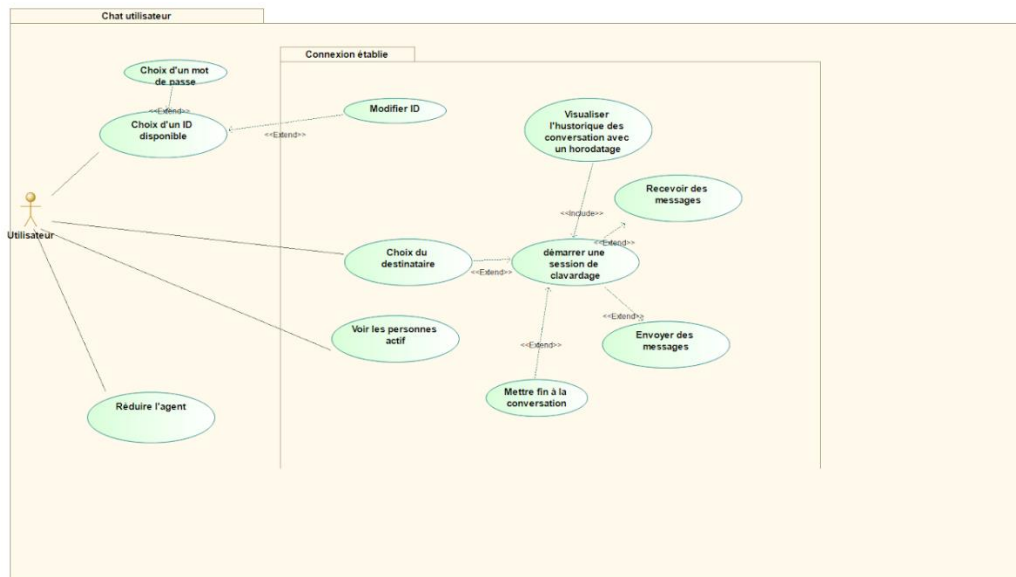 Chat utilisateur
Connexion établie
Choix d'un mot
de passe
<<Extend>>
Choix d'un ID
disponible
Modifier ID
<<Extend>>
Visualiser
l'hustorique des
conversation avec
un horodatage
Recevoir des
messages
<<Include>>
<<Extend>>
Utilisateur
Choix du
destinataire
<<Extend>>
démarrer une
session de
clavardage
<<Extend>>
Envoyer des
messages
Voir les personnes
actif
<<Extend>>
Mettre fin à la
conversation
Réduire l'agent